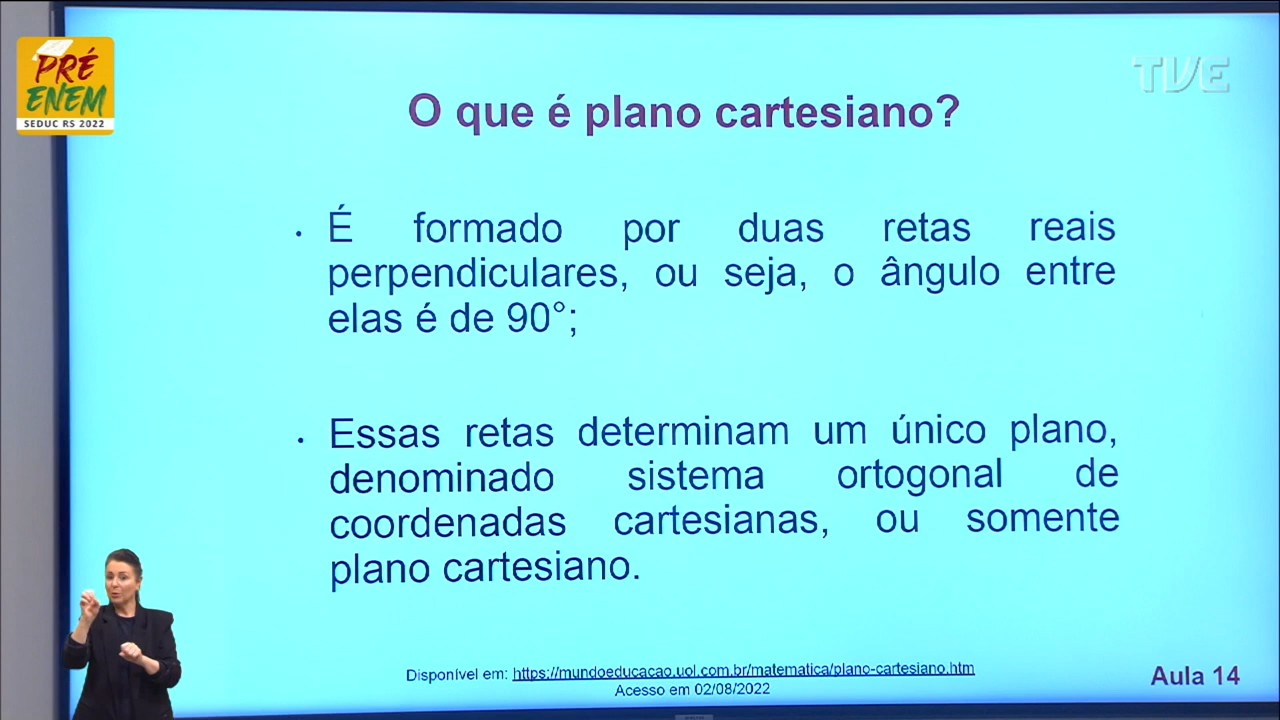 PRÉ
ENEM
SEDUC RS 2022
TVE
O que é plano cartesiano?
• É formado por duas retas reais
perpendiculares, ou seja, o ângulo entre
elas é de 90°;
• Essas retas determinam um único plano,
denominado sistema ortogonal de
coordenadas cartesianas, ou somente
plano cartesiano.
Disponível em: https://mundoeducacao.uol.com.br/matematica/plano-cartesiano.htm
Acesso em 02/08/2022
Aula 14